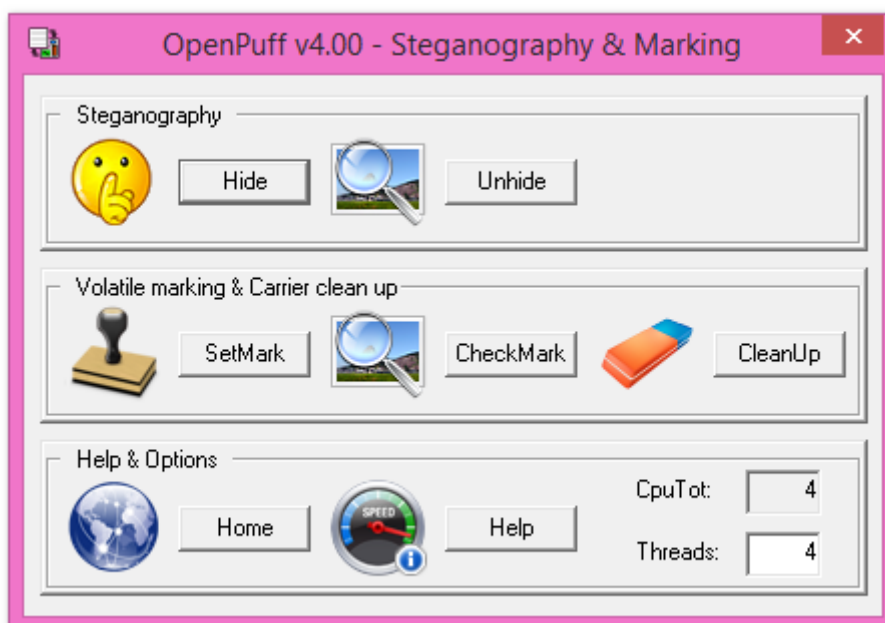 OpenPuff v4.00 - Steganography & Marking
Steganography
Hide
Unhide
Volatile marking & Carrier clean up
SetMark
CheckMark
CleanUp
Help & Options
Home
SPEED
Help
CpuTot:
4
Threads:
4